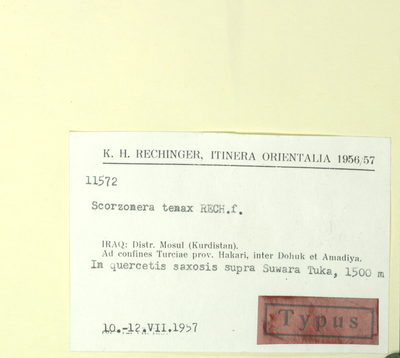 K. H. RECHINGER, ITINERA ORIENTALIA 1956/57
11572
Scorzonera tenax RECH.f.
IRAQ: Distr. Mosul (Kurdistan).
Ad confines Turciae prov. Hakari, inter Dohuk et Amadiya.
In quercetis saxosis supra Suwara Tuka, 1500 m
Typus
10.-12.VII.1957